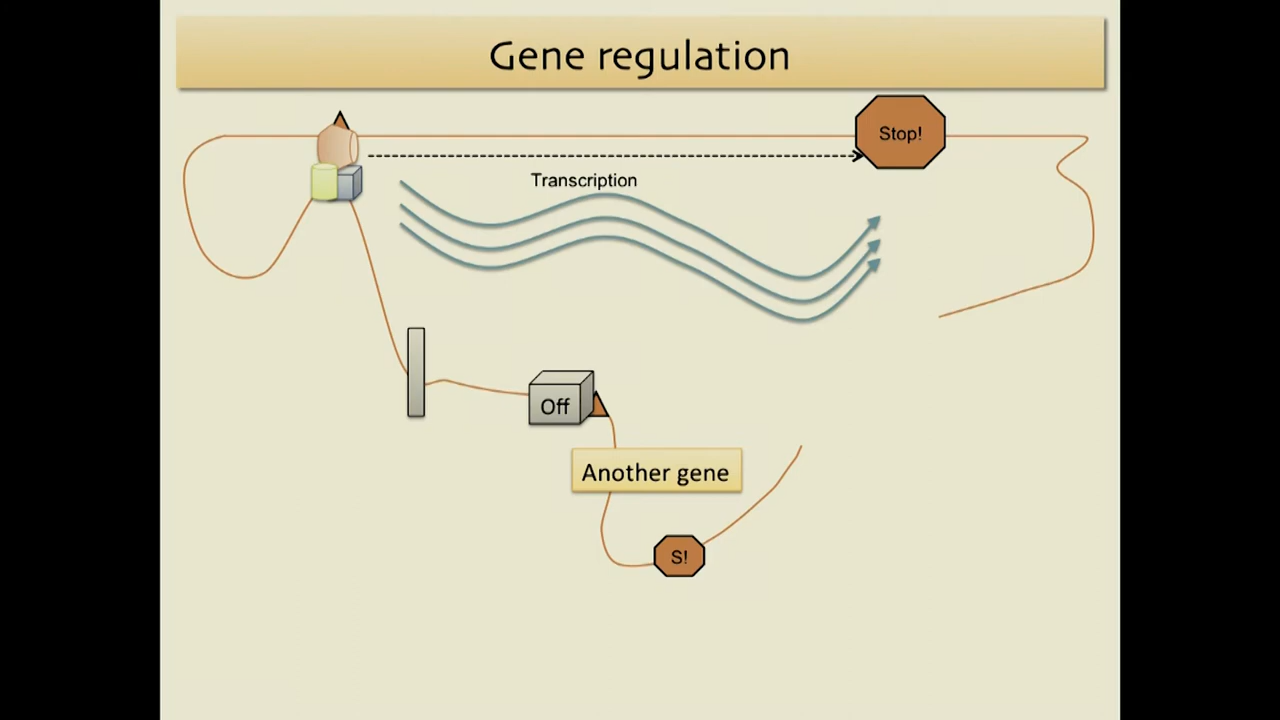 Gene regulation
Stop!
Transcription
Off
Another gene
S!